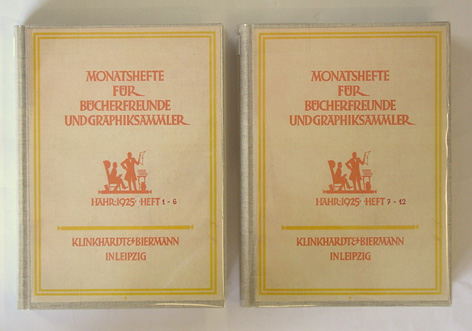 MONATSHEFTE
FÜR
BÜCHERFREUNDE
UND GRAPHIKSAMMLER
I·JAHR·1925·HEFT 1-6
KLINKHARDT & BIERMANN
IN LEIPZIG
MONATSHEFTE
FÜR
BÜCHERFREUNDE
UND GRAPHIKSAMMLER
I·JAHR·1925·HEFT 7-12
KLINKHARDT & BIERMANN
IN LEIPZIG